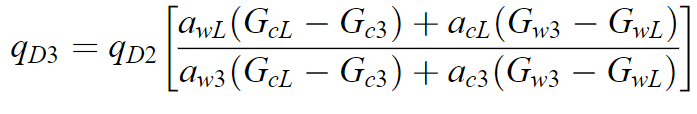 q_{D3} = q_{D2} \left[ \frac{a_{wL}(G_{cL} - G_{c3}) + a_{cL}(G_{w3} - G_{wL})}{a_{w3}(G_{cL} - G_{c3}) + a_{c3}(G_{w3} - G_{wL})} \right]